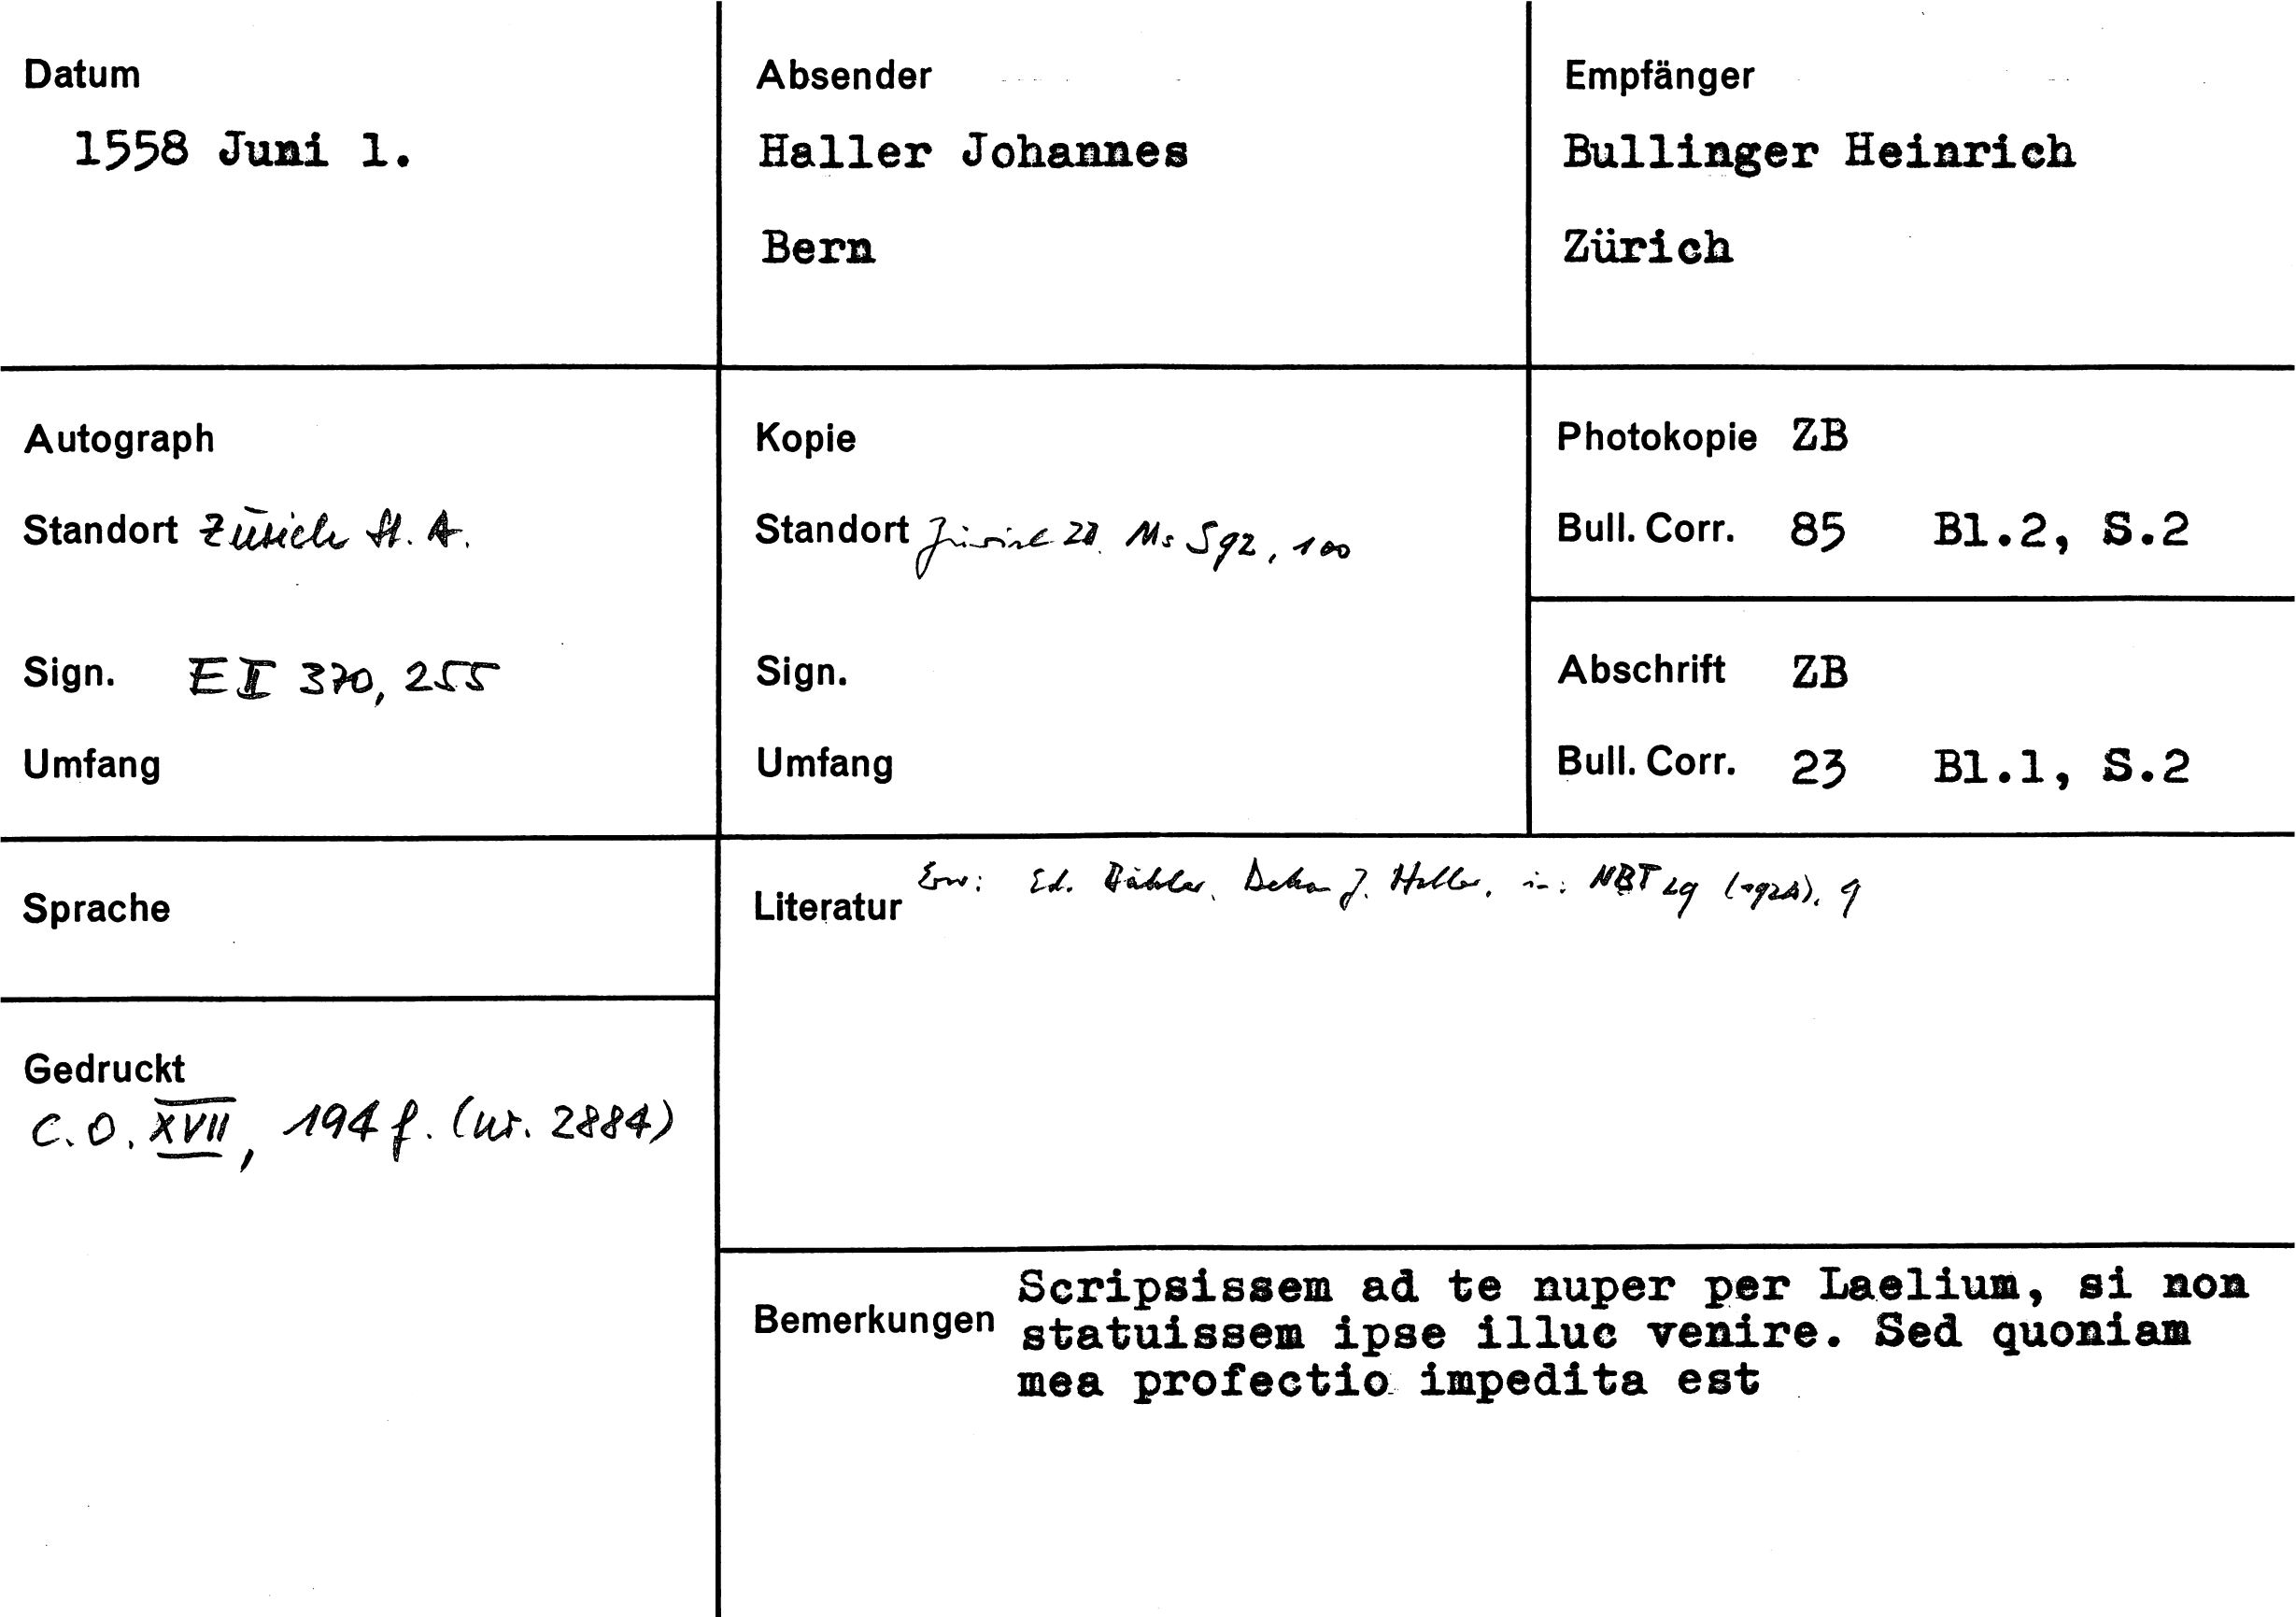 Datum
1558 Juni 1.
Absender
Haller Johannes
Bern
Empfänger
Bullinger Heinrich
Zürich
Autograph
Standort Zürich St. A.
Sign. E II 370, 255
Umfang
Kopie
Standort Zürich ZB. Ms S 92, 100
Sign.
Umfang
Photokopie ZB
Bull. Corr. 85 Bl.2, S.2
Abschrift ZB
Bull. Corr. 23 Bl.1, S.2
Sprache
Gedruckt
C.O. XVII, 194 f. (Nr. 2884)
Literatur Erw: Ed. Bähler, Dekan J. Haller, in: NBT 29 (1924), 9
Bemerkungen Scripsissem ad te nuper per Laelium, si non
statuissem ipse illuc venire. Sed quoniam
mea profectio impedita est